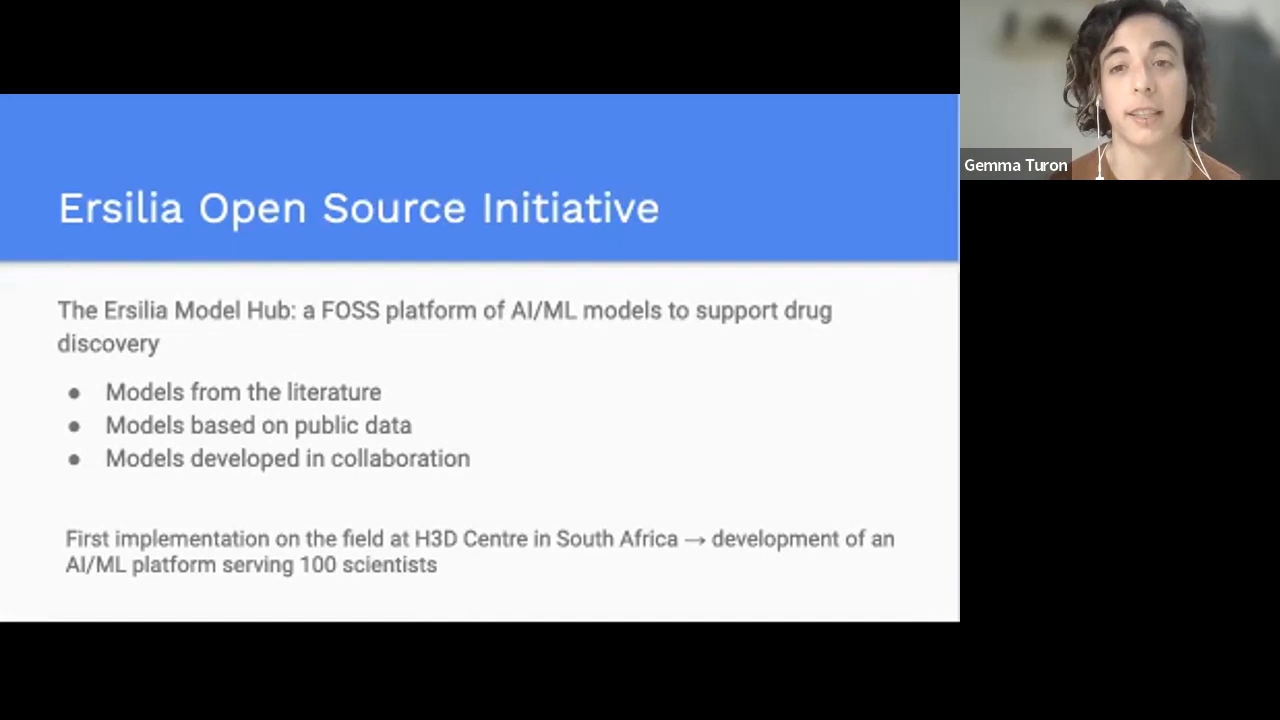 Gemma Turon
Ersilia Open Source Initiative
The Ersilia Model Hub: a FOSS platform of AI/ML models to support drug
discovery
● Models from the literature
● Models based on public data
● Models developed in collaboration
First implementation on the field at H3D Centre in South Africa → development of an
AI/ML platform serving 100 scientists